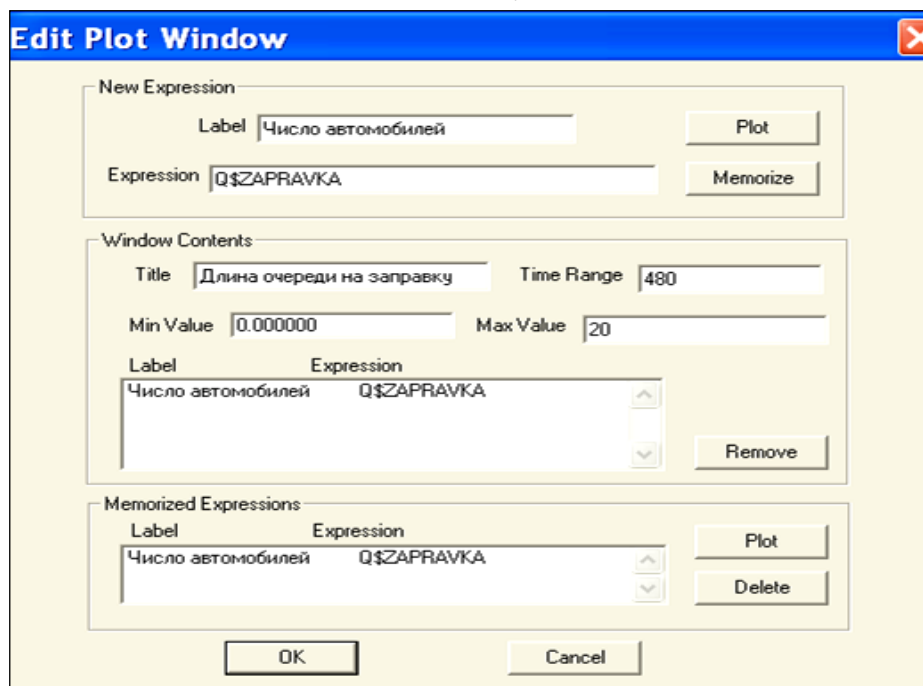 Edit Plot Window
New Expression
Label Число автомобилей Plot
Expression Q$ZAPRAVKA Memorize
Window Contents
Title Длина очереди на заправку Time Range 480
Min Value 0.000000 Max Value 20
Label Expression
Число автомобилей Q$ZAPRAVKA
Remove
Memorized Expressions
Label Expression
Plot
Число автомобилей Q$ZAPRAVKA
Delete
OK Cancel